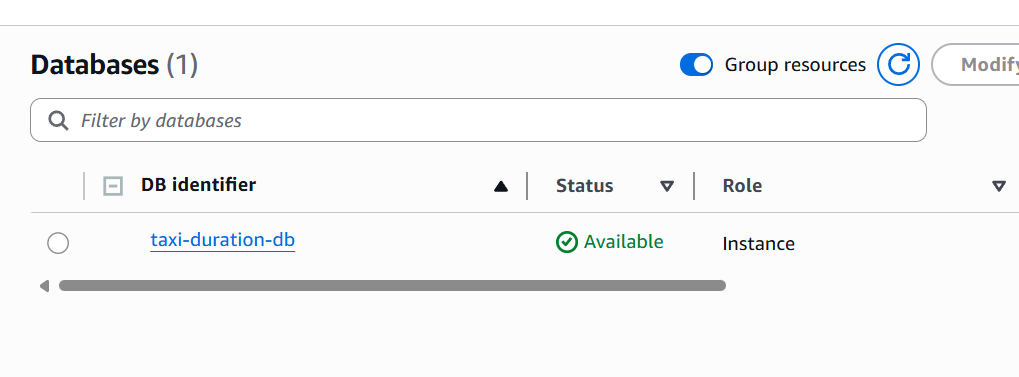 Databases (1)
Group resources
Modify
Filter by databases
DB identifier
Status
Role
taxi-duration-db
Available
Instance